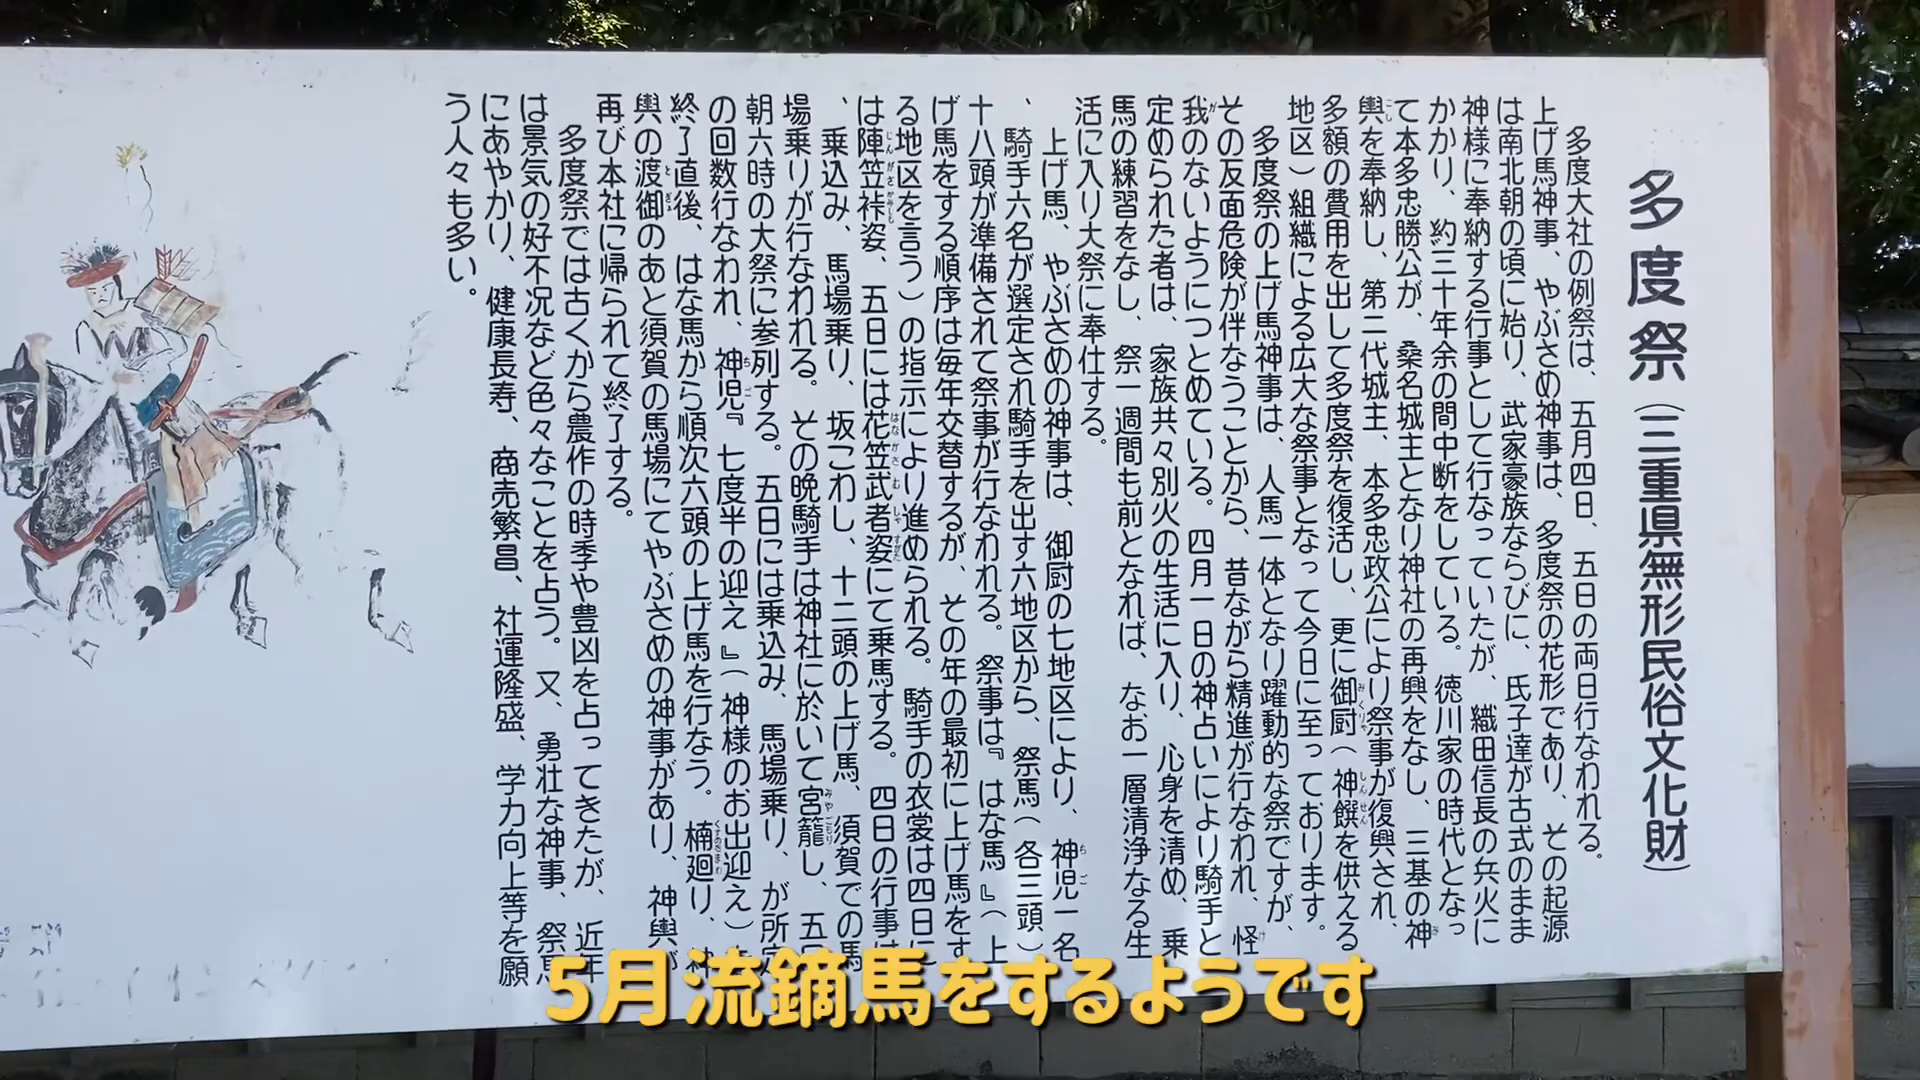 多度祭（三重県無形民俗文化財）
多度大社の例祭は、五月四日、五日の両日行なわれる。
上げ馬神事、やぶさめ神事は、多度祭の花形であり、その起源
は南北朝の頃に始り、武家豪族ならびに、氏子達が古式のまま
神様に奉納する行事として行なっていたが、織田信長の兵火に
かかり、約三十年余の間中断をしている。徳川家の時代となっ
て本多忠勝公が、桑名城主となり神社の再興をなし、三基の神
輿を奉納し、第二代城主、本多忠政公により祭事が復興され、
多額の費用を出して多度祭を復活し、更に御厨（神饌を供える
地区）組織による広大な祭事となって今日に至っております。
多度祭の上げ馬神事は、人馬一体となり躍動的な祭ですが、
その反面危険が伴なうことから、昔ながら精進が行なわれ、怪
我のないようにつとめている。四月一日の神占いにより騎手と
定められた者は、家族共々別火の生活に入り、心身を清め、乗
馬の練習をなし、祭一週間も前となれば、なお一層清浄なる生
活に入り大祭に奉仕する。
上げ馬、やぶさめの神事は、御厨の七地区により、神児一名
、騎手六名が選定され騎手を出す六地区から、祭馬（各三頭）
十八頭が準備されて祭事が行なわれる。祭事は『はな馬』（上
げ馬をする順序は毎年交替するが、その年の最初に上げ馬をす
る地区を言う）の指示により進められる。騎手の衣裳は四日に
は陣笠裃姿、五日には花笠武者姿にて乗馬する。四日の行事は
、乗込み、馬場乗り、坂こわし、十二頭の上げ馬、須賀での馬
場乗りが行なわれる。その晩騎手は神社に於いて宮籠し、五日
朝六時の大祭に参列する。五日には乗込み、馬場乗り、が所定
の回数行なわれ、神児『七度半の迎え』（神様のお出迎え）
終了直後、はな馬から順次六頭の上げ馬を行なう。楠廻り、神
輿の渡御のあと須賀の馬場にてやぶさめの神事があり、神輿が
再び本社に帰られて終了する。
多度祭では古くから農作の時季や豊凶を占ってきたが、近年
は景気の好不況など色々なことを占う。又、勇壮な神事、祭馬
にあやかり、健康長寿、商売繁昌、社運隆盛、学力向上等を願
う人々も多い。
5月流鏑馬をするようです